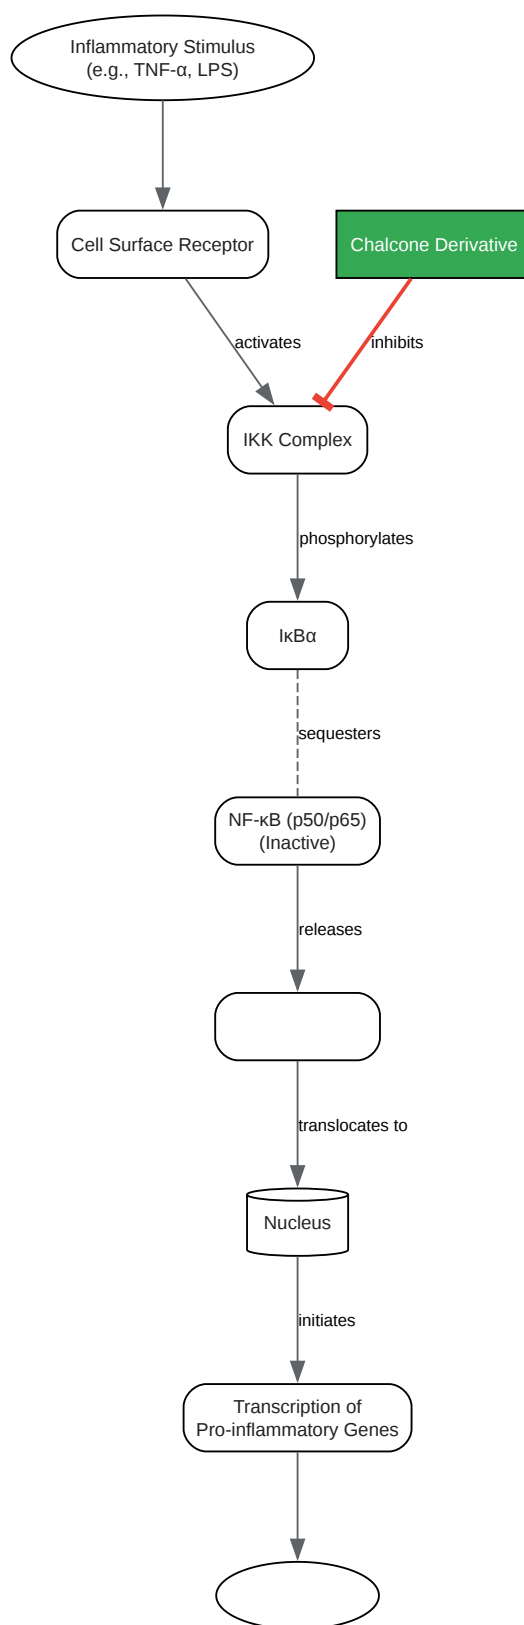 Inflammatory Stimulus
(e.g., TNF-α, LPS)
Cell Surface Receptor
Chalcone Derivative
activates
inhibits
IKK Complex
phosphorylates
IκBα
sequesters
NF-κB (p50/p65)
(Inactive)
releases
translocates to
Nucleus
initiates
Transcription of
Pro-inflammatory Genes